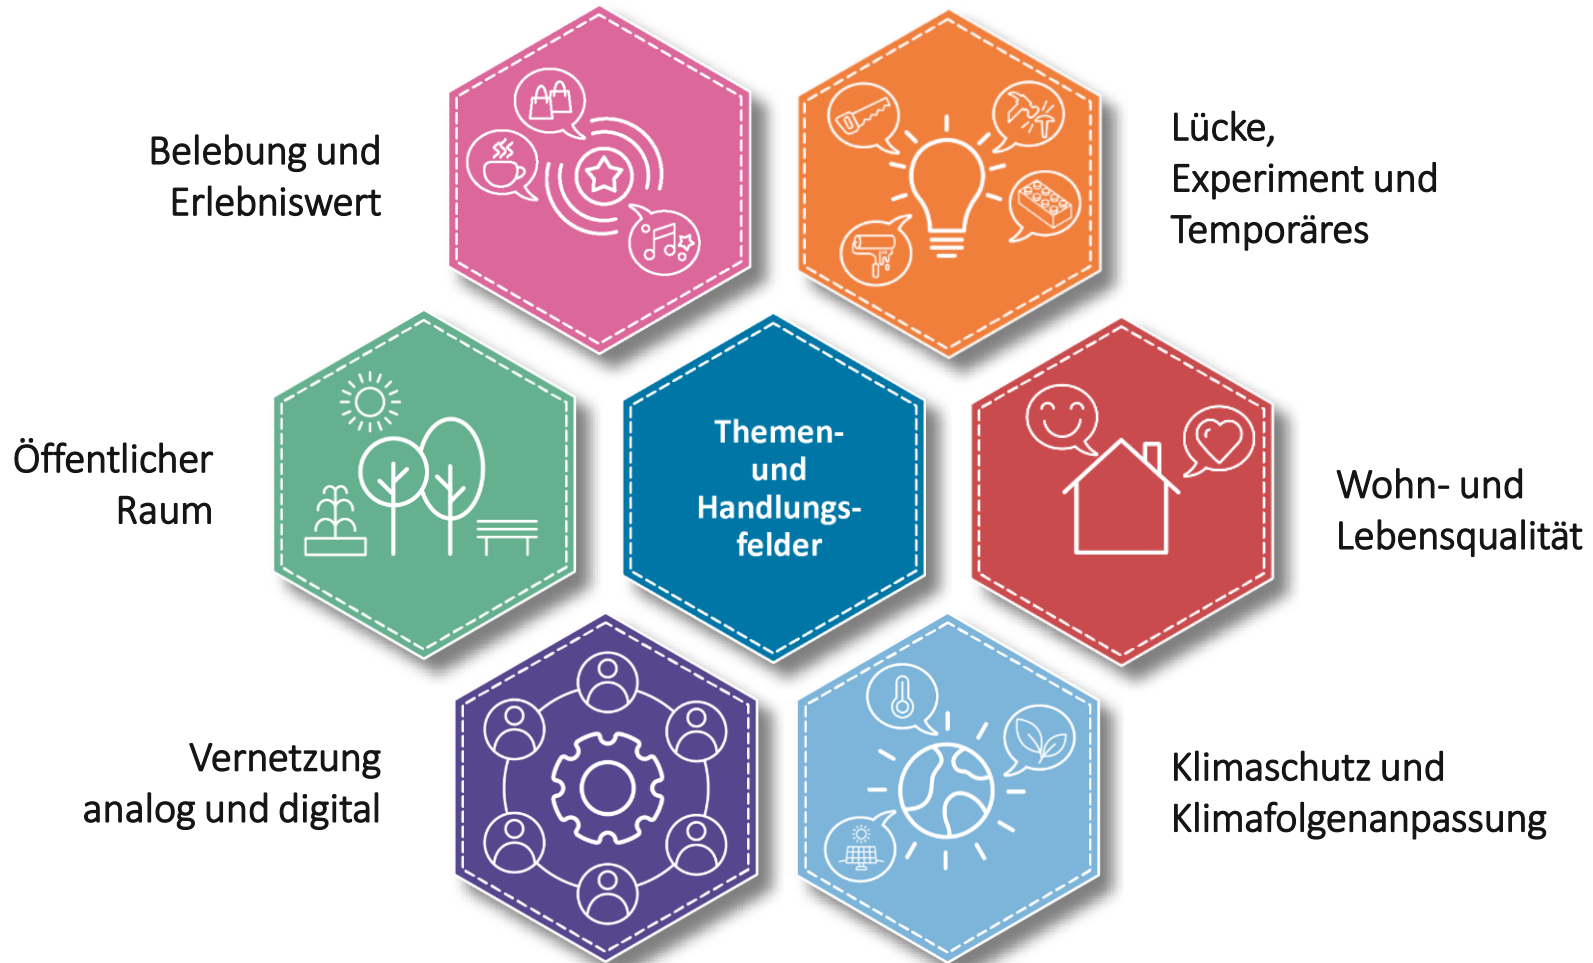 Belebung und
Erlebniswert
Lücke,
Experiment und
Temporäres
Öffentlicher
Raum
Themen-
und
Handlungs-
felder
Wohn- und
Lebensqualität
Vernetzung
analog und digital
Klimaschutz und
Klimafolgenanpassung